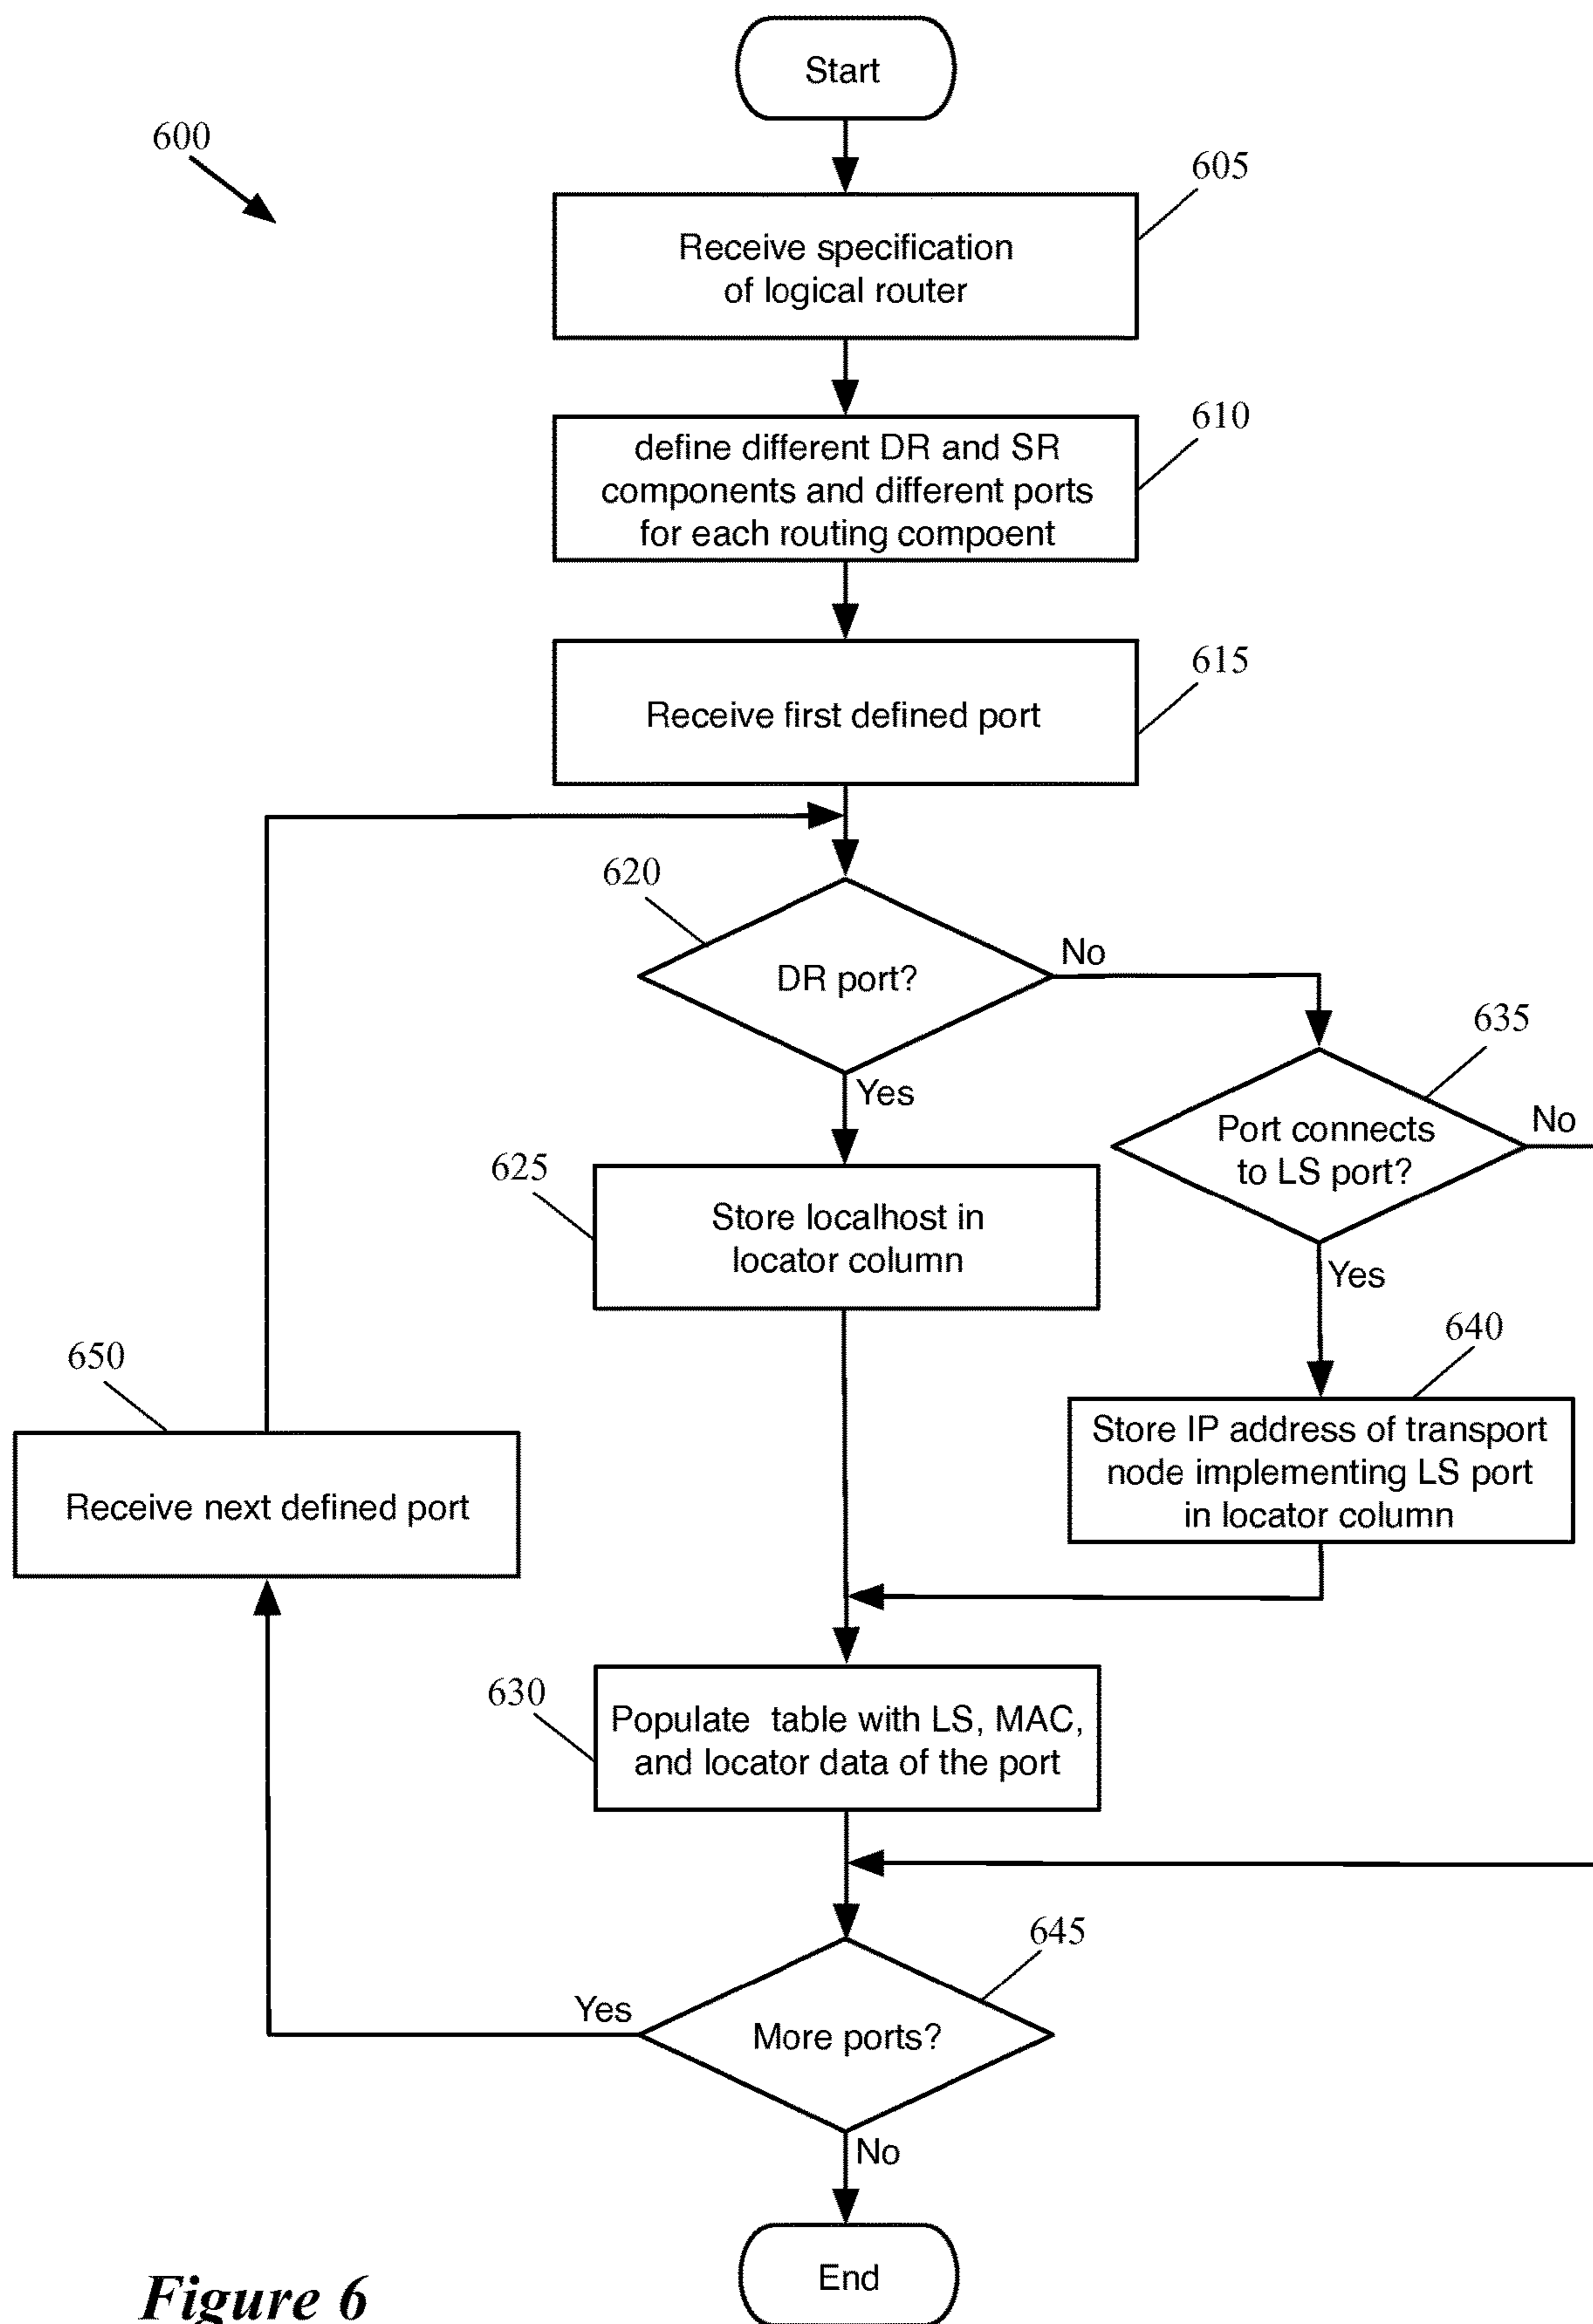 Start
600
605
Receive specification
of logical router
610
define different DR and SR
components and different ports
for each routing compoent
615
Receive first defined port
620
DR port?
No
Yes
635
Port connects
to LS port?
No
Yes
625
Store localhost in
locator column
640
Store IP address of transport
node implementing LS port
in locator column
650
Receive next defined port
630
Populate table with LS, MAC,
and locator data of the port
645
More ports?
Yes
No
End
Figure 6